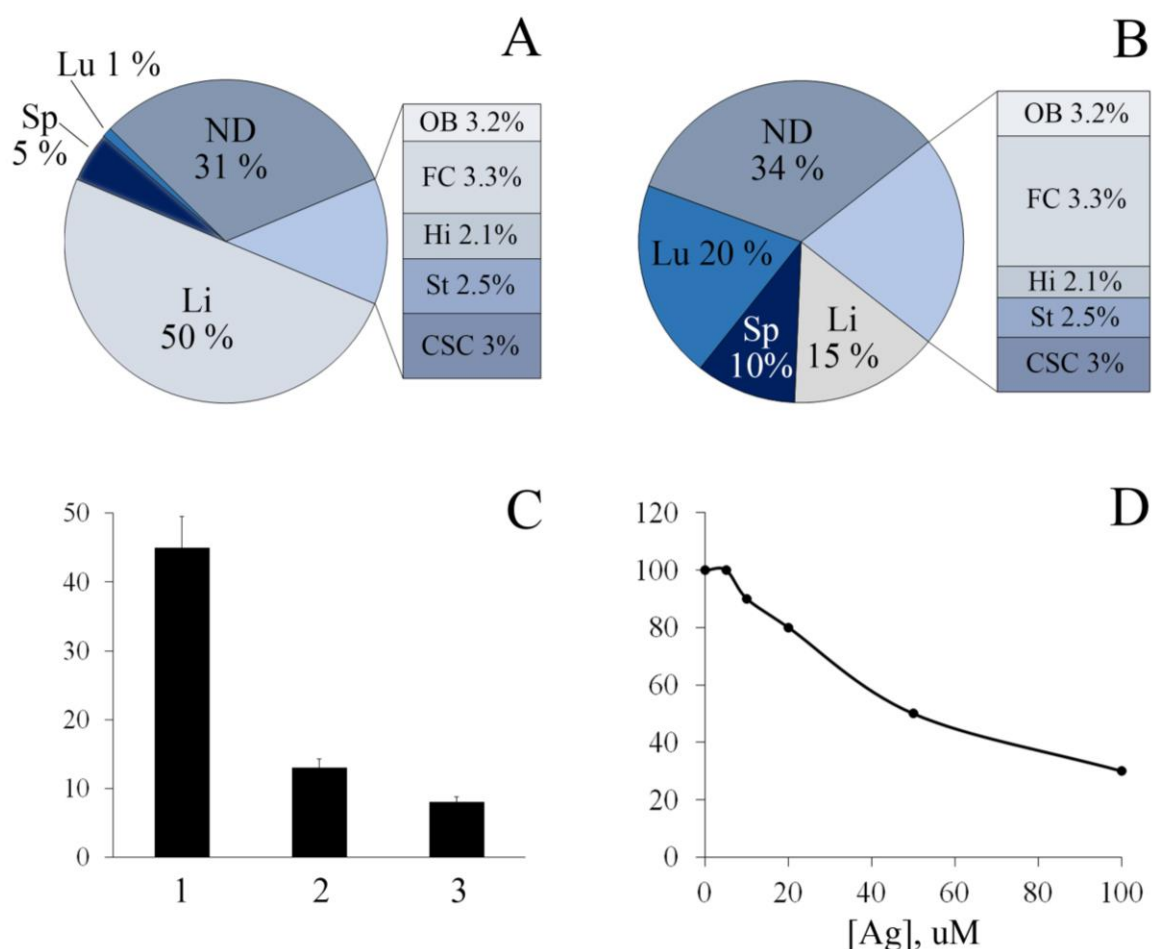 A
Lu 1 %
Sp
5 %
ND
31 %
Li
50 %
OB 3.2%
FC 3.3%
Hi 2.1%
St 2.5%
CSC 3%
B
ND
34 %
Lu 20 %
Sp
10%
Li
15 %
OB 3.2%
FC 3.3%
Hi 2.1%
St 2.5%
CSC 3%
C
50
40
30
20
10
0
1 2 3
D
120
100
80
60
40
20
0
0 20 40 60 80 100
[Ag], uM